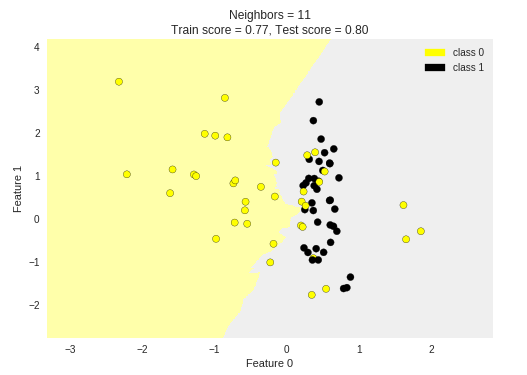 Neighbors = 11
Train score = 0.77, Test score = 0.80
class 0
class 1
4
3
2
1
0
−1
−2
Feature 1
−3
−2
−1
0
1
2
Feature 0